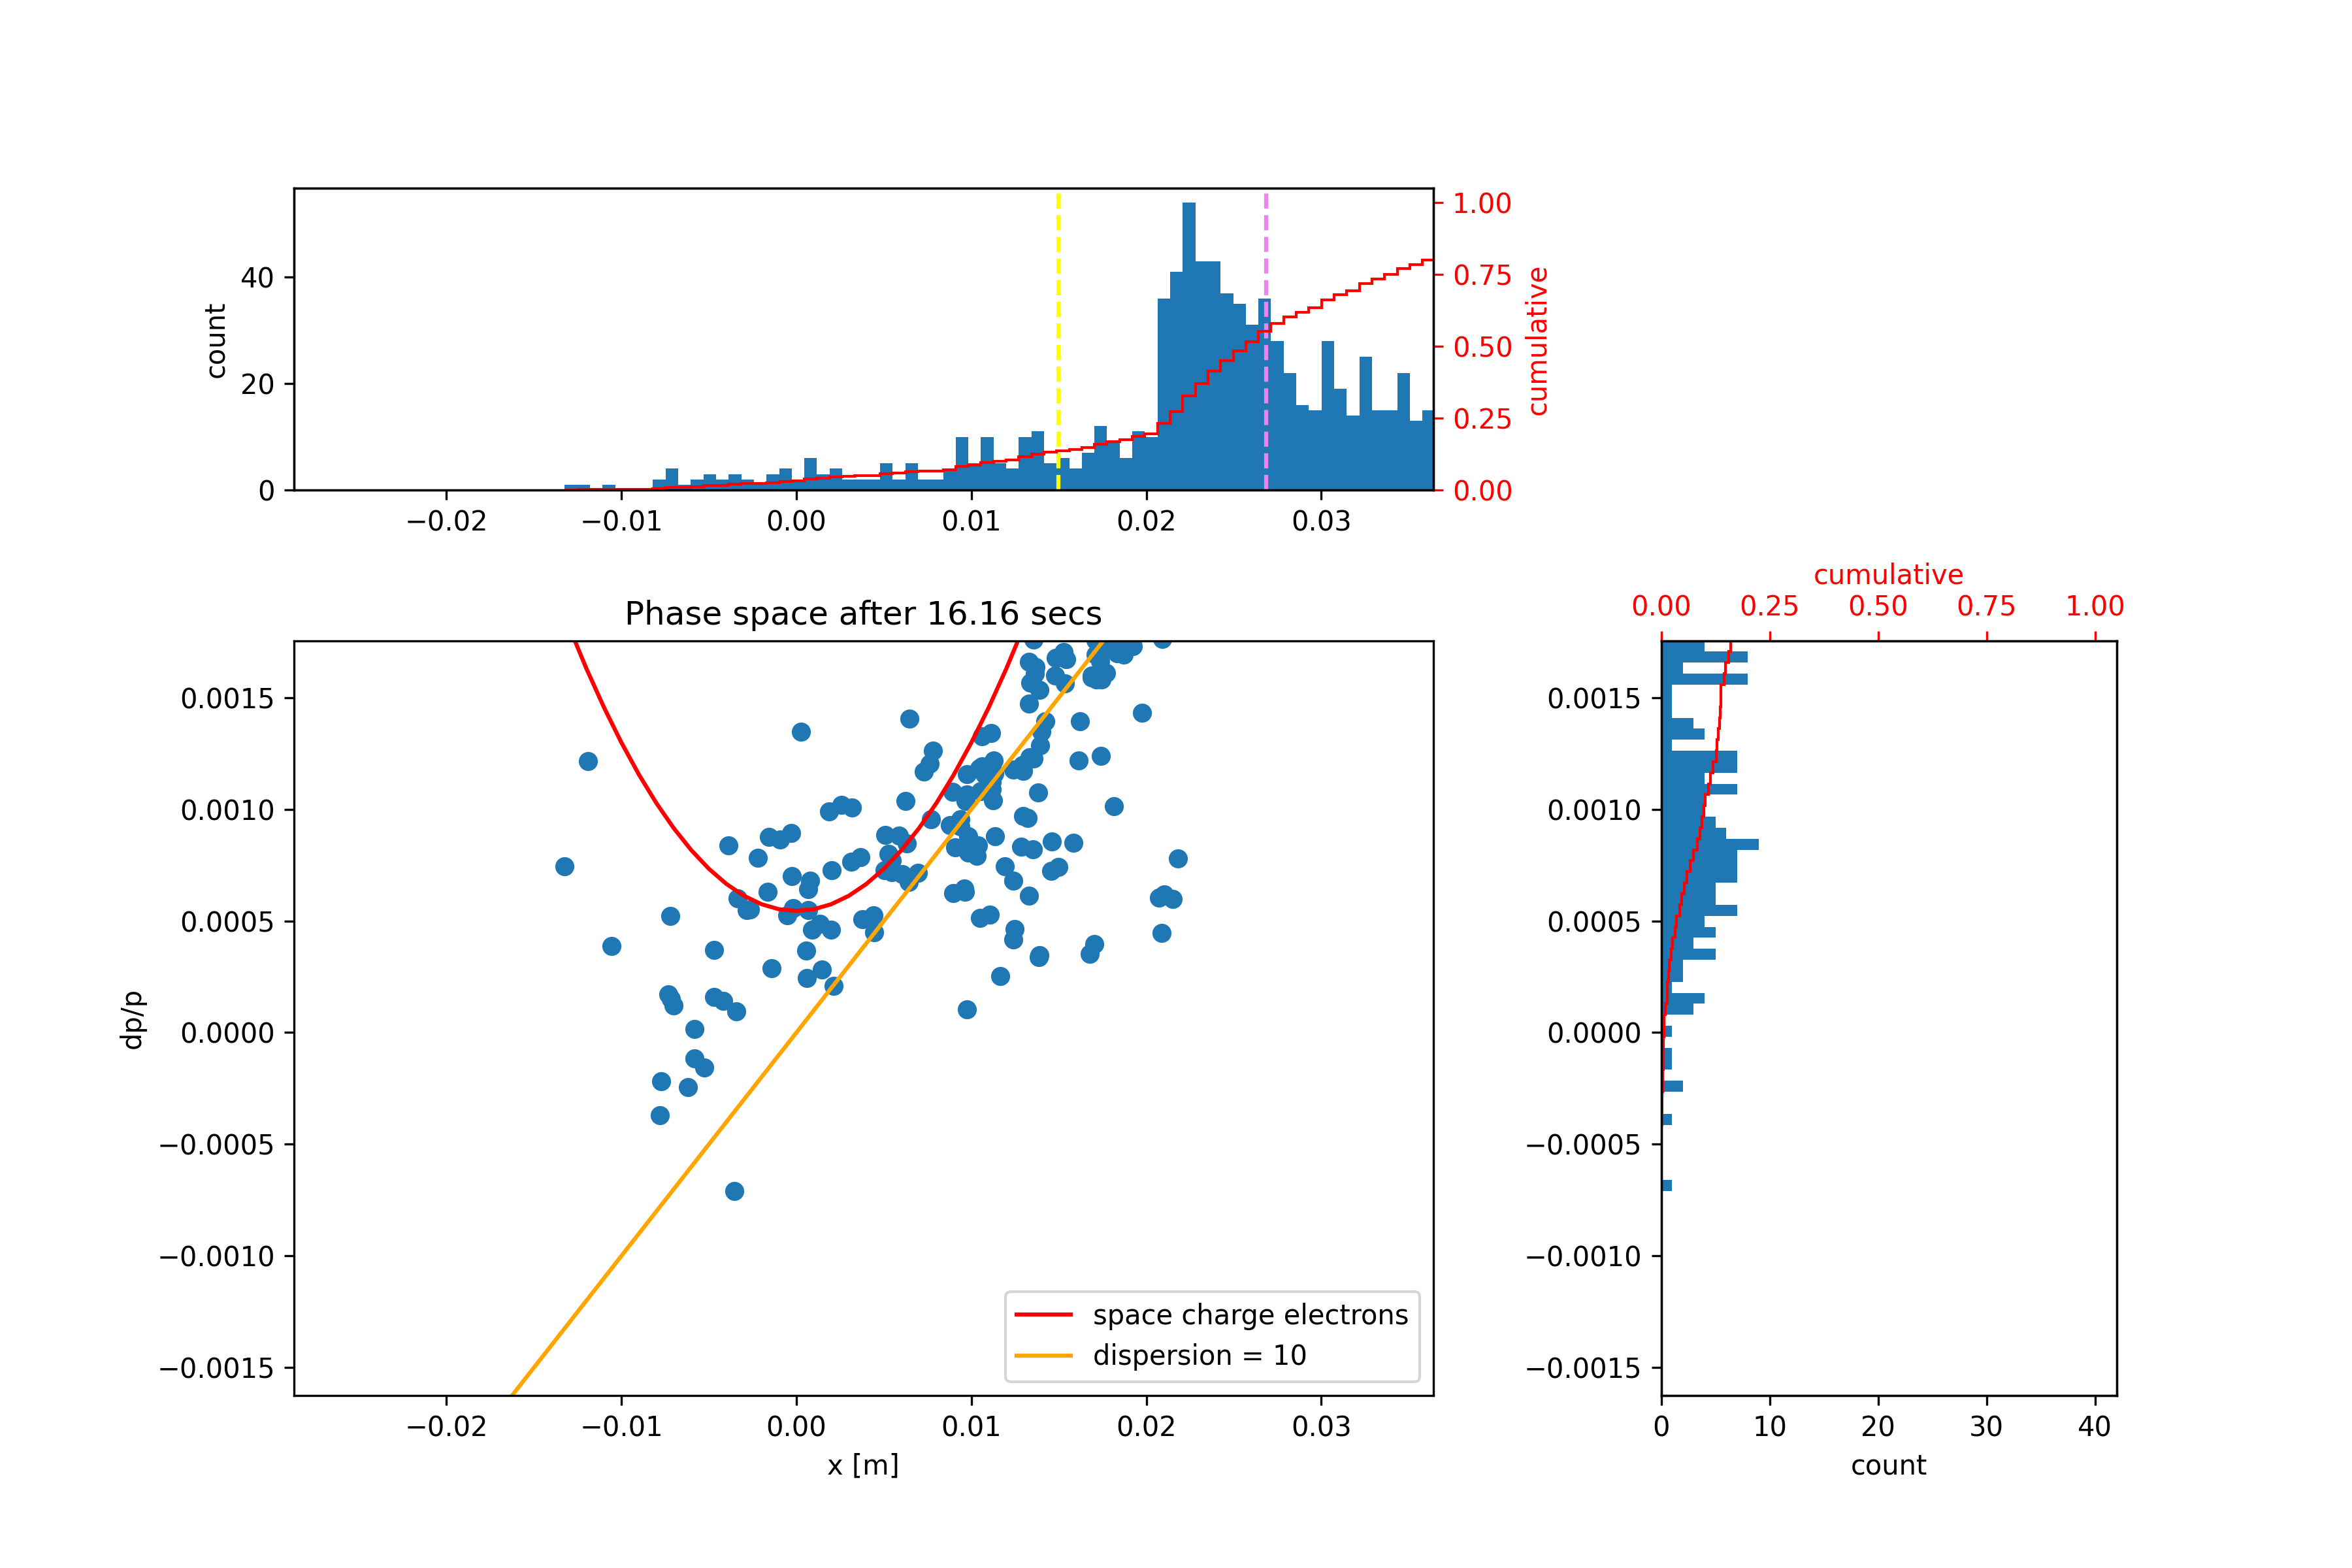 1.00
0.75
0.50
0.25
0.00
cumulative
40
20
0
count
−0.02 −0.01 0.00 0.01 0.02 0.03
Phase space after 16.16 secs
0.0015
0.0010
0.0005
0.0000
−0.0005
−0.0010
−0.0015
dp/p
space charge electrons
dispersion = 10
−0.02 −0.01 0.00 0.01 0.02 0.03
x [m]
cumulative
0.00 0.25 0.50 0.75 1.00
0.0015
0.0010
0.0005
0.0000
−0.0005
−0.0010
−0.0015
0 10 20 30 40
count